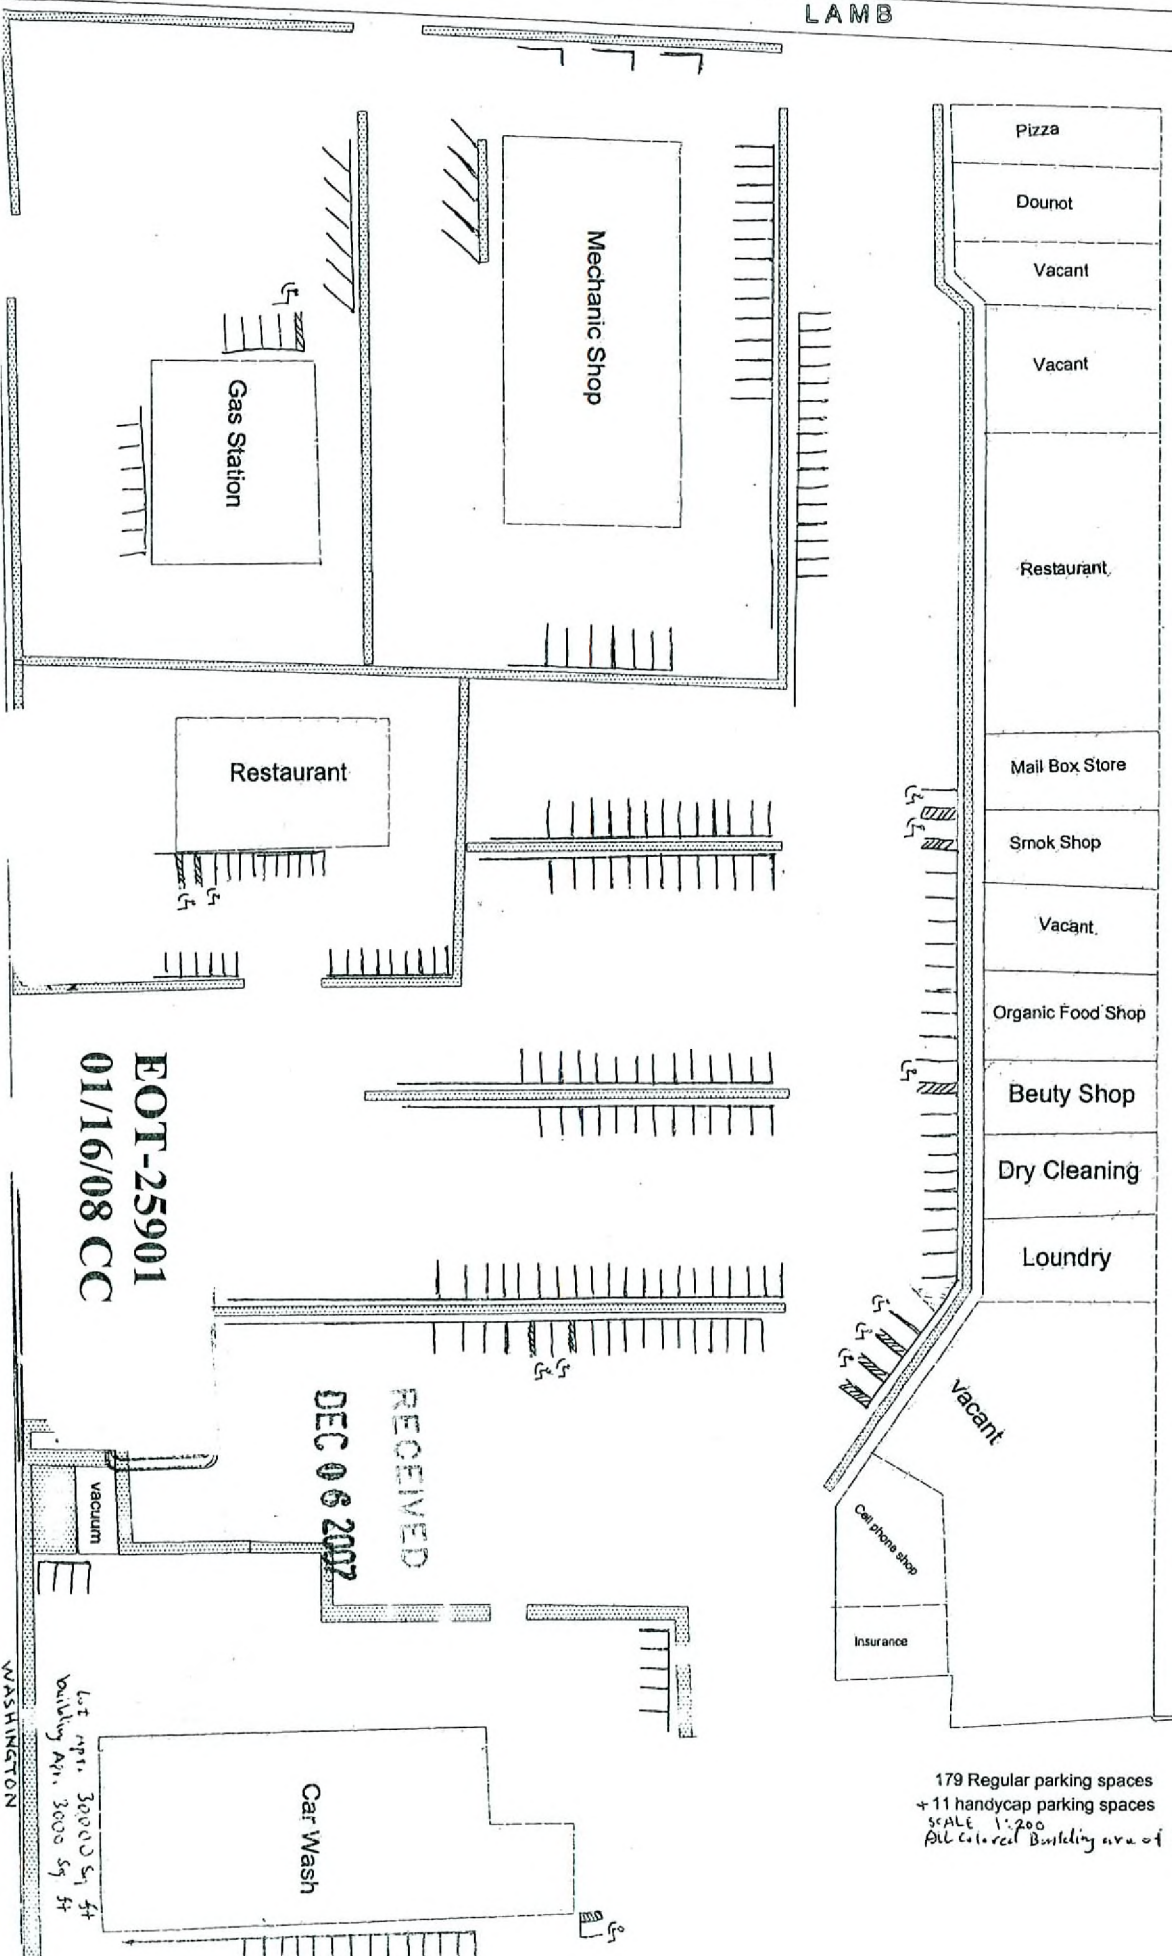 LAMB
Pizza
Dounot
Vacant
Vacant
Restaurant
Mail Box Store
Smok Shop
Vacant
Organic Food Shop
Beuty Shop
Dry Cleaning
Loundry
Vacant
Cell phone shop
Insurance
Mechanic Shop
Gas Station
Restaurant
EOT-25901
01/16/08 CC
RECEIVED
DEC 06 2007
vacuum
Car Wash
Lot Apr. 30000 Sq ft
building Apr. 3000 Sq ft
WASHINGTON
179 Regular parking spaces
+ 11 handycap parking spaces
SCALE 1:200
All Colored Building are of